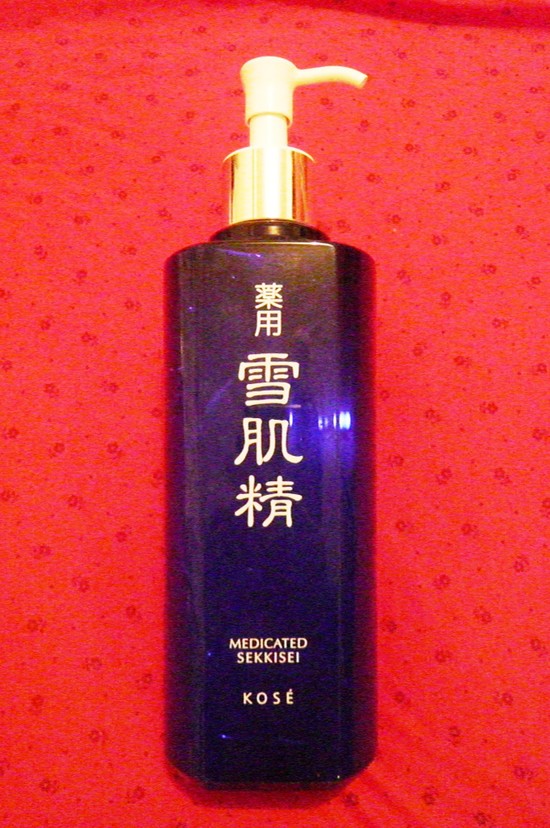 薬用
雪肌精
MEDICATED
SEKKISEI
KOSÉ